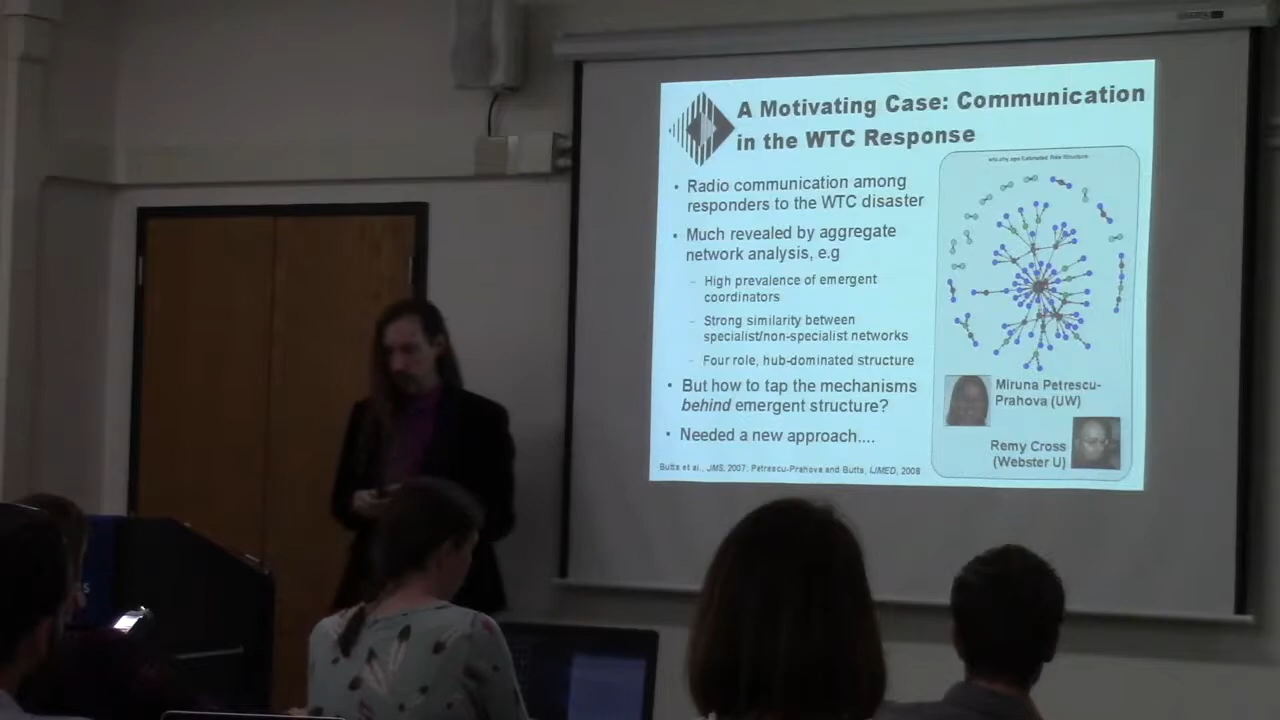 A Motivating Case: Communication
in the WTC Response
• Radio communication among
responders to the WTC disaster
• Much revealed by aggregate
network analysis, e.g
– High prevalence of emergent
coordinators
– Strong similarity between
specialist/non-specialist networks
– Four role, hub-dominated structure
• But how to tap the mechanisms
behind emergent structure?
• Needed a new approach....
Butts et al., JMS, 2007; Petrescu-Prahova and Butts, IJMED, 2008
Estimated Role Structure
Miruna Petrescu-
Prahova (UW)
Remy Cross
(Webster U)